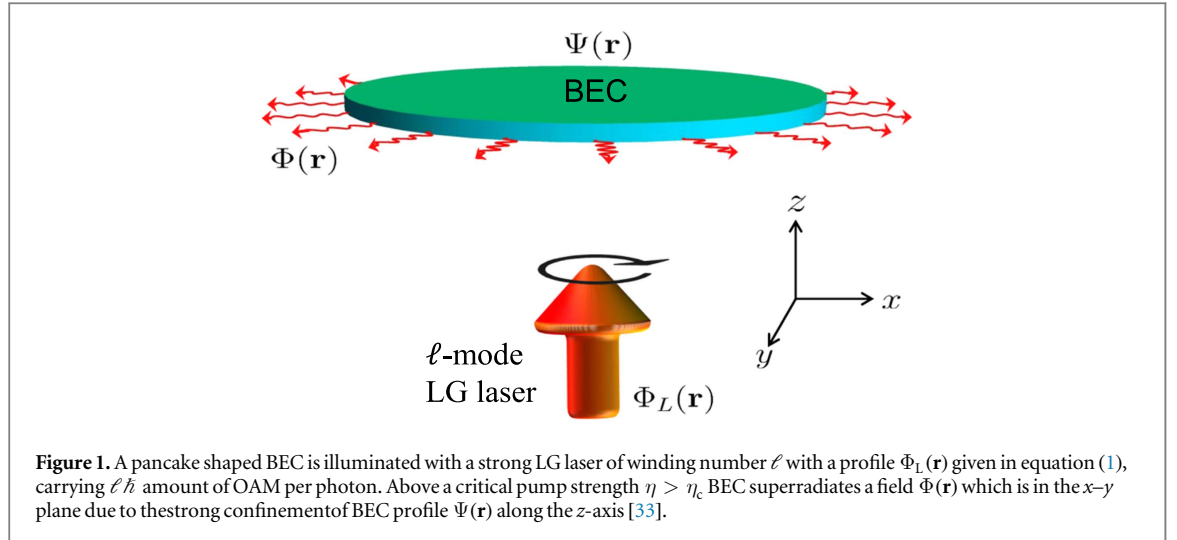 Ψ(r)
BEC
Φ(r)
z
x
y
ℓ-mode
LG laser
Φ_L(r)
Figure 1. A pancake shaped BEC is illuminated with a strong LG laser of winding number ℓ with a profile Φ_L(r) given in equation (1),
carrying ℓℏ amount of OAM per photon. Above a critical pump strength η > η_c BEC superradiates a field Φ(r) which is in the x–y
plane due to thestrong confinementof BEC profile Ψ(r) along the z-axis [33].